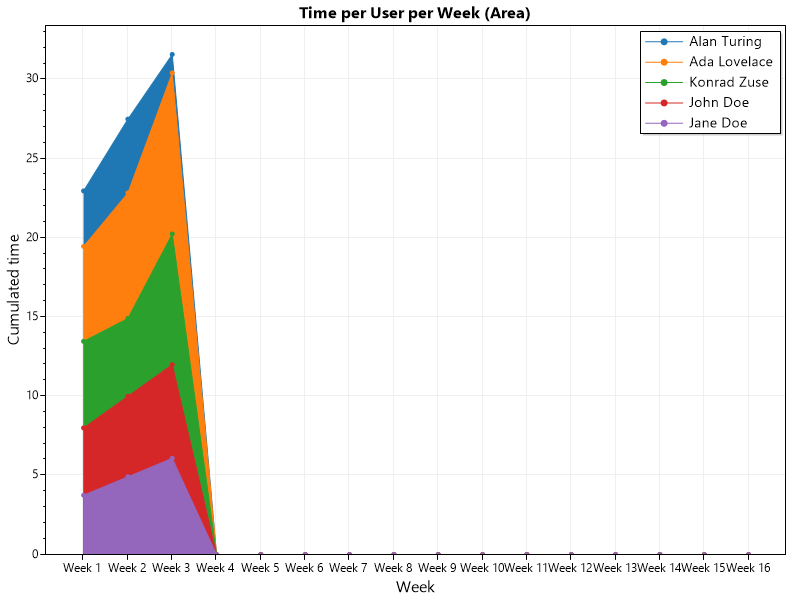 Time per User per Week (Area)
Alan Turing
Ada Lovelace
Konrad Zuse
John Doe
Jane Doe
Cumulated time
30
25
20
15
10
5
0
Week 1 Week 2 Week 3 Week 4 Week 5 Week 6 Week 7 Week 8 Week 9 Week 10 Week 11 Week 12 Week 13 Week 14 Week 15 Week 16
Week